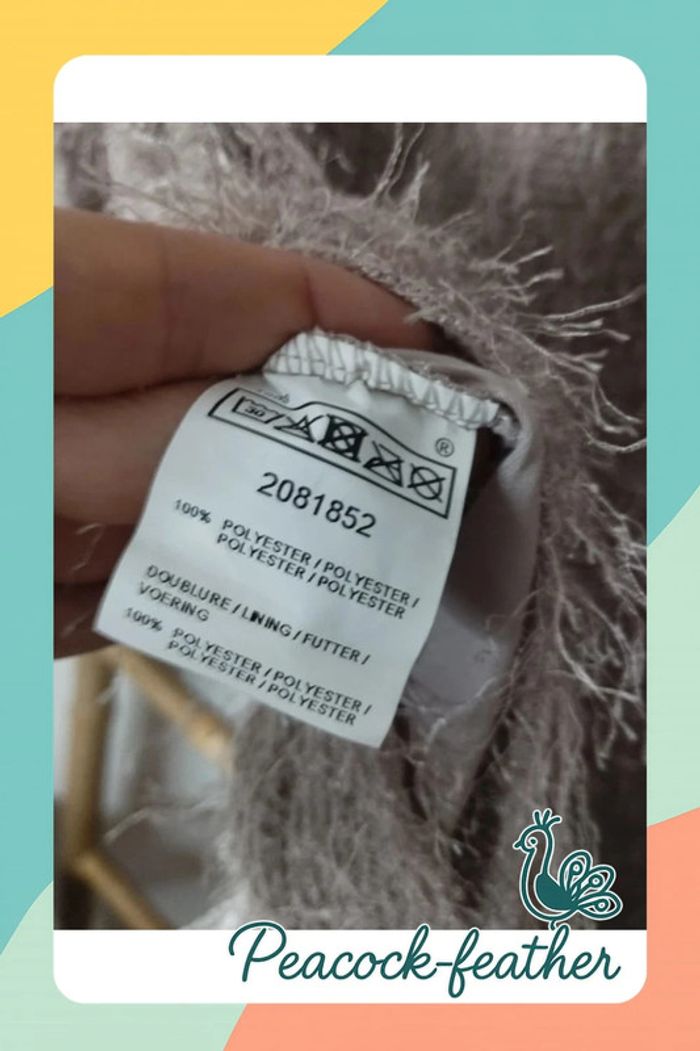 30
®
2081852
100% POLYESTER / POLYESTER /
POLYESTER / POLYESTER
DOUBLURE / LINING / FUTTER /
VOERING
100% POLYESTER / POLYESTER /
POLYESTER / POLYESTER
Peacock-feather